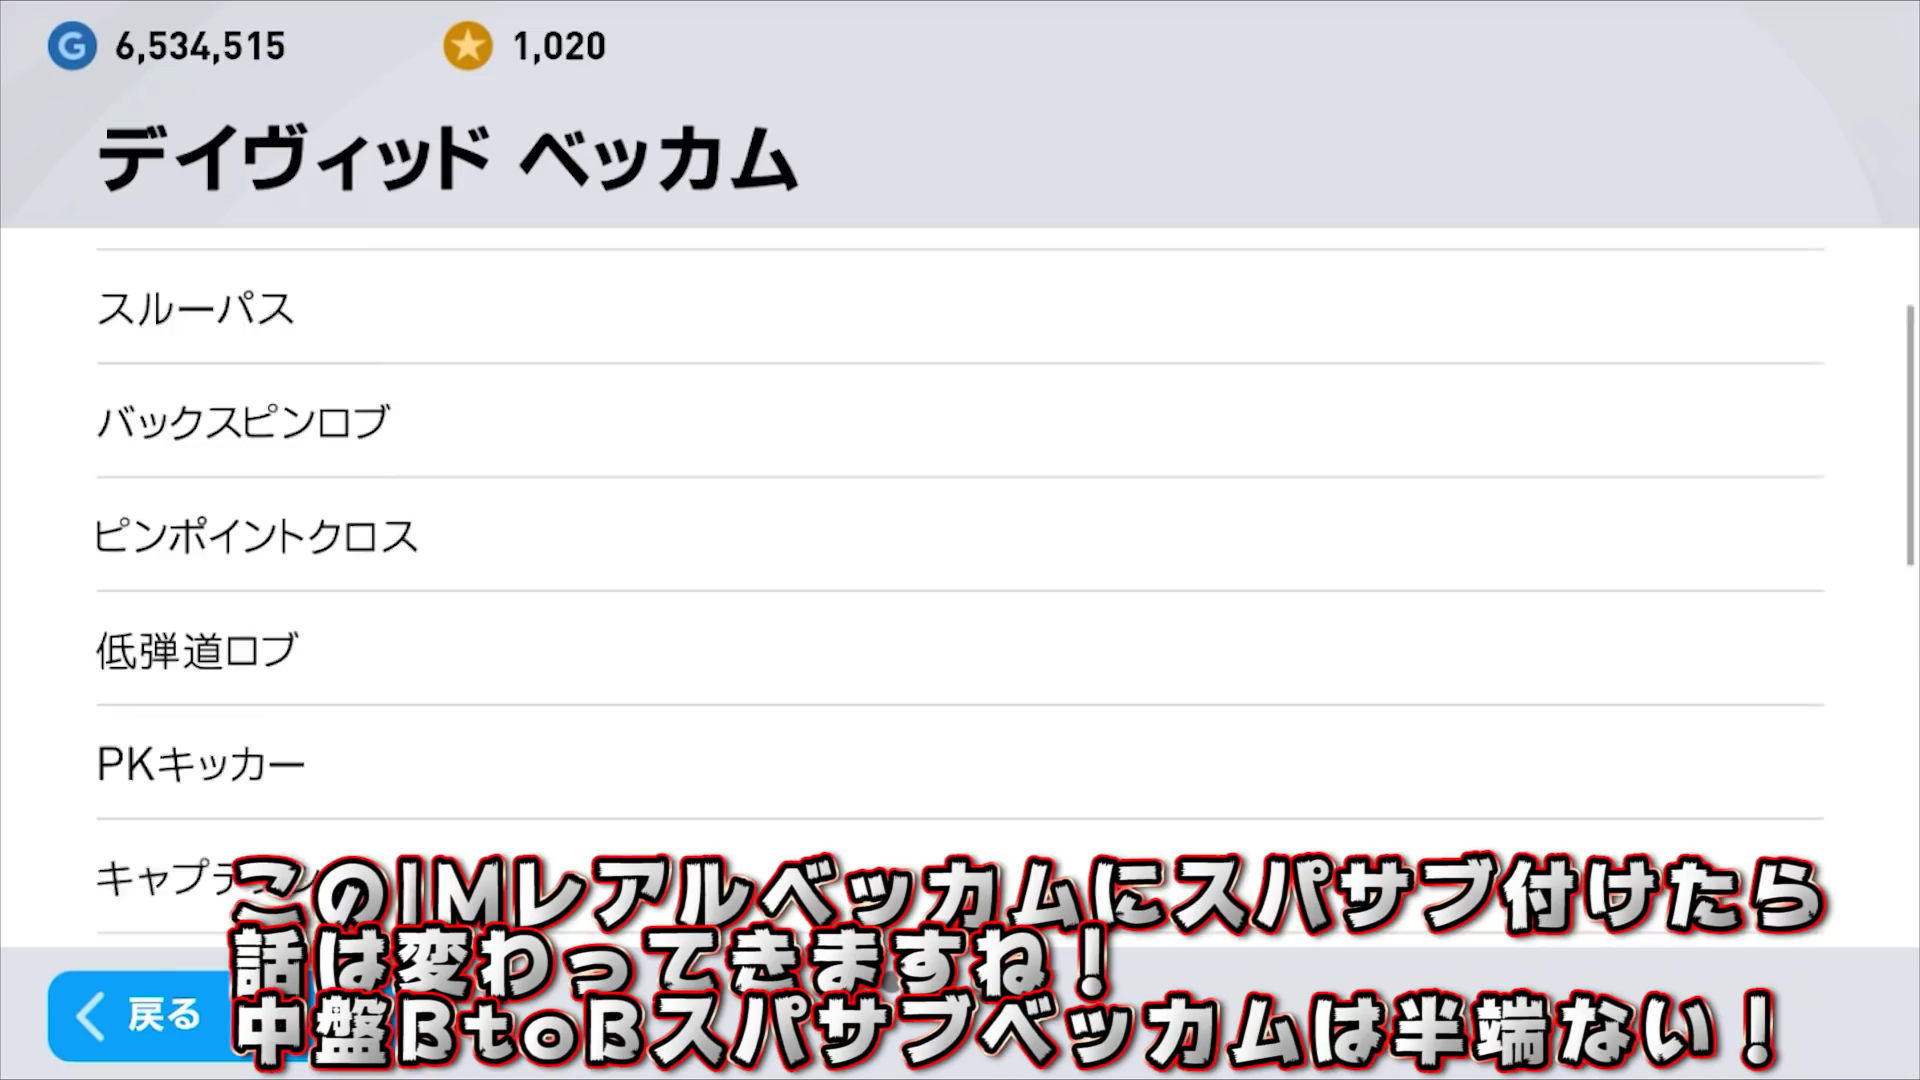 6,534,515 1,020
デイヴィッド ベッカム
スルーパス
バックスピンロブ
ピンポイントクロス
低弾道ロブ
PKキッカー
キャプテン
このIMレアルベッカムにスパサブ付けたら
話は変わってきますね！
戻る
中盤BtoBスパサブベッカムは半端ない！